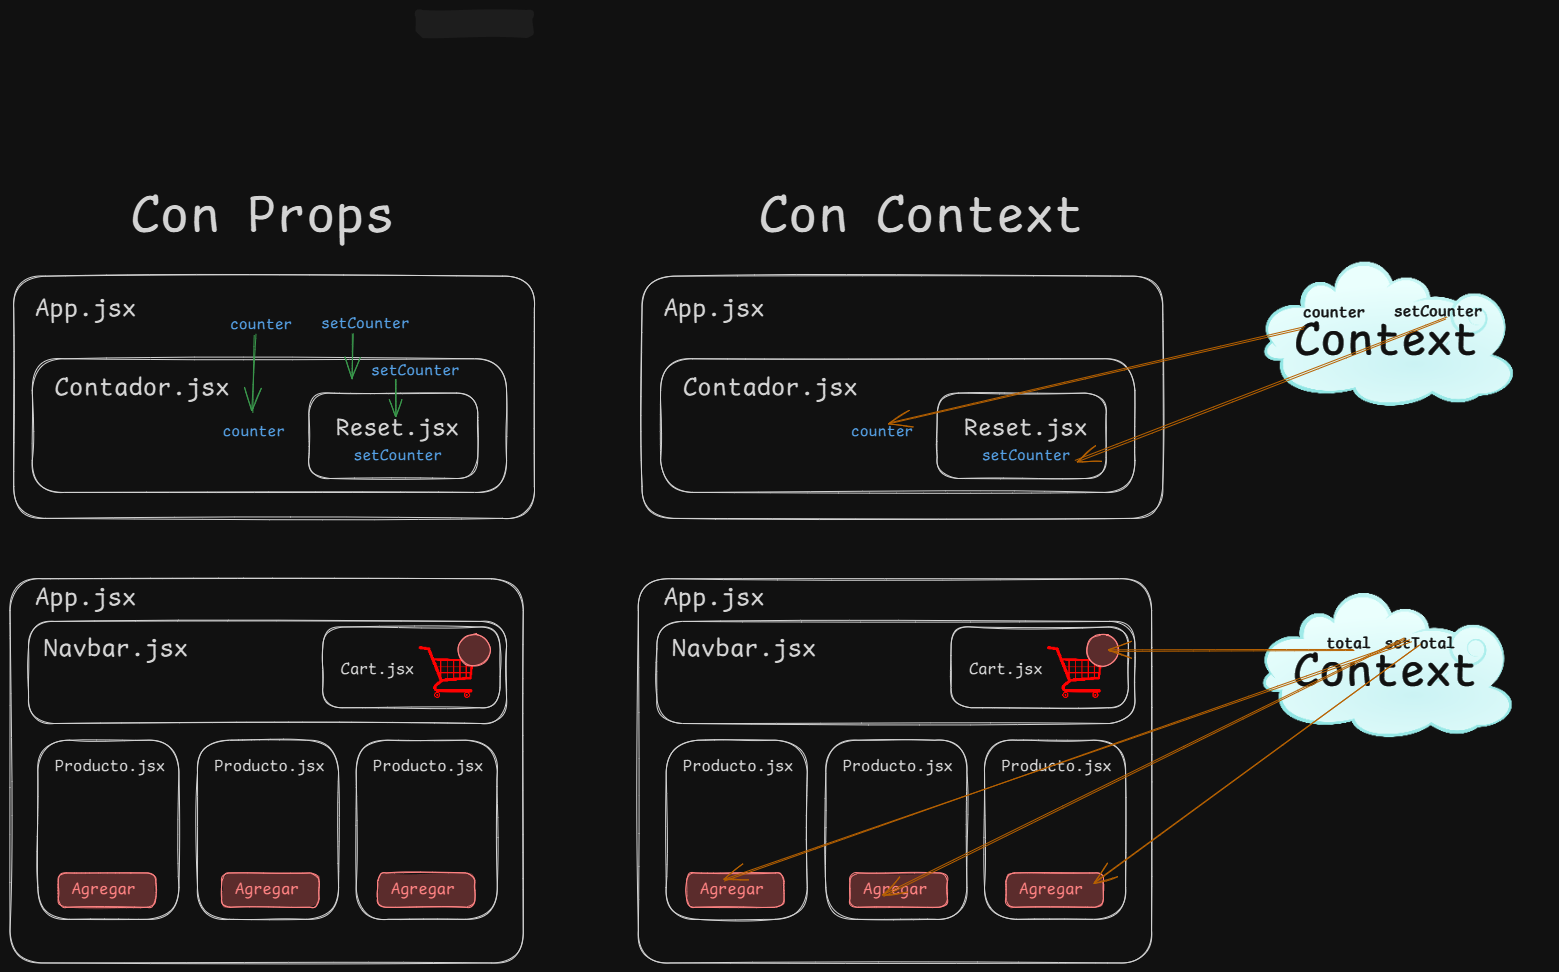 Con Props
Con Context
App.jsx
counter
setCounter
setCounter
Contador.jsx
counter
Reset.jsx
setCounter
App.jsx
Contador.jsx
counter
Reset.jsx
setCounter
counter
setCounter
Context
App.jsx
Navbar.jsx
Cart.jsx
Producto.jsx
Producto.jsx
Producto.jsx
Agregar
Agregar
Agregar
App.jsx
Navbar.jsx
Cart.jsx
Producto.jsx
Producto.jsx
Producto.jsx
Agregar
Agregar
Agregar
total
setTotal
Context